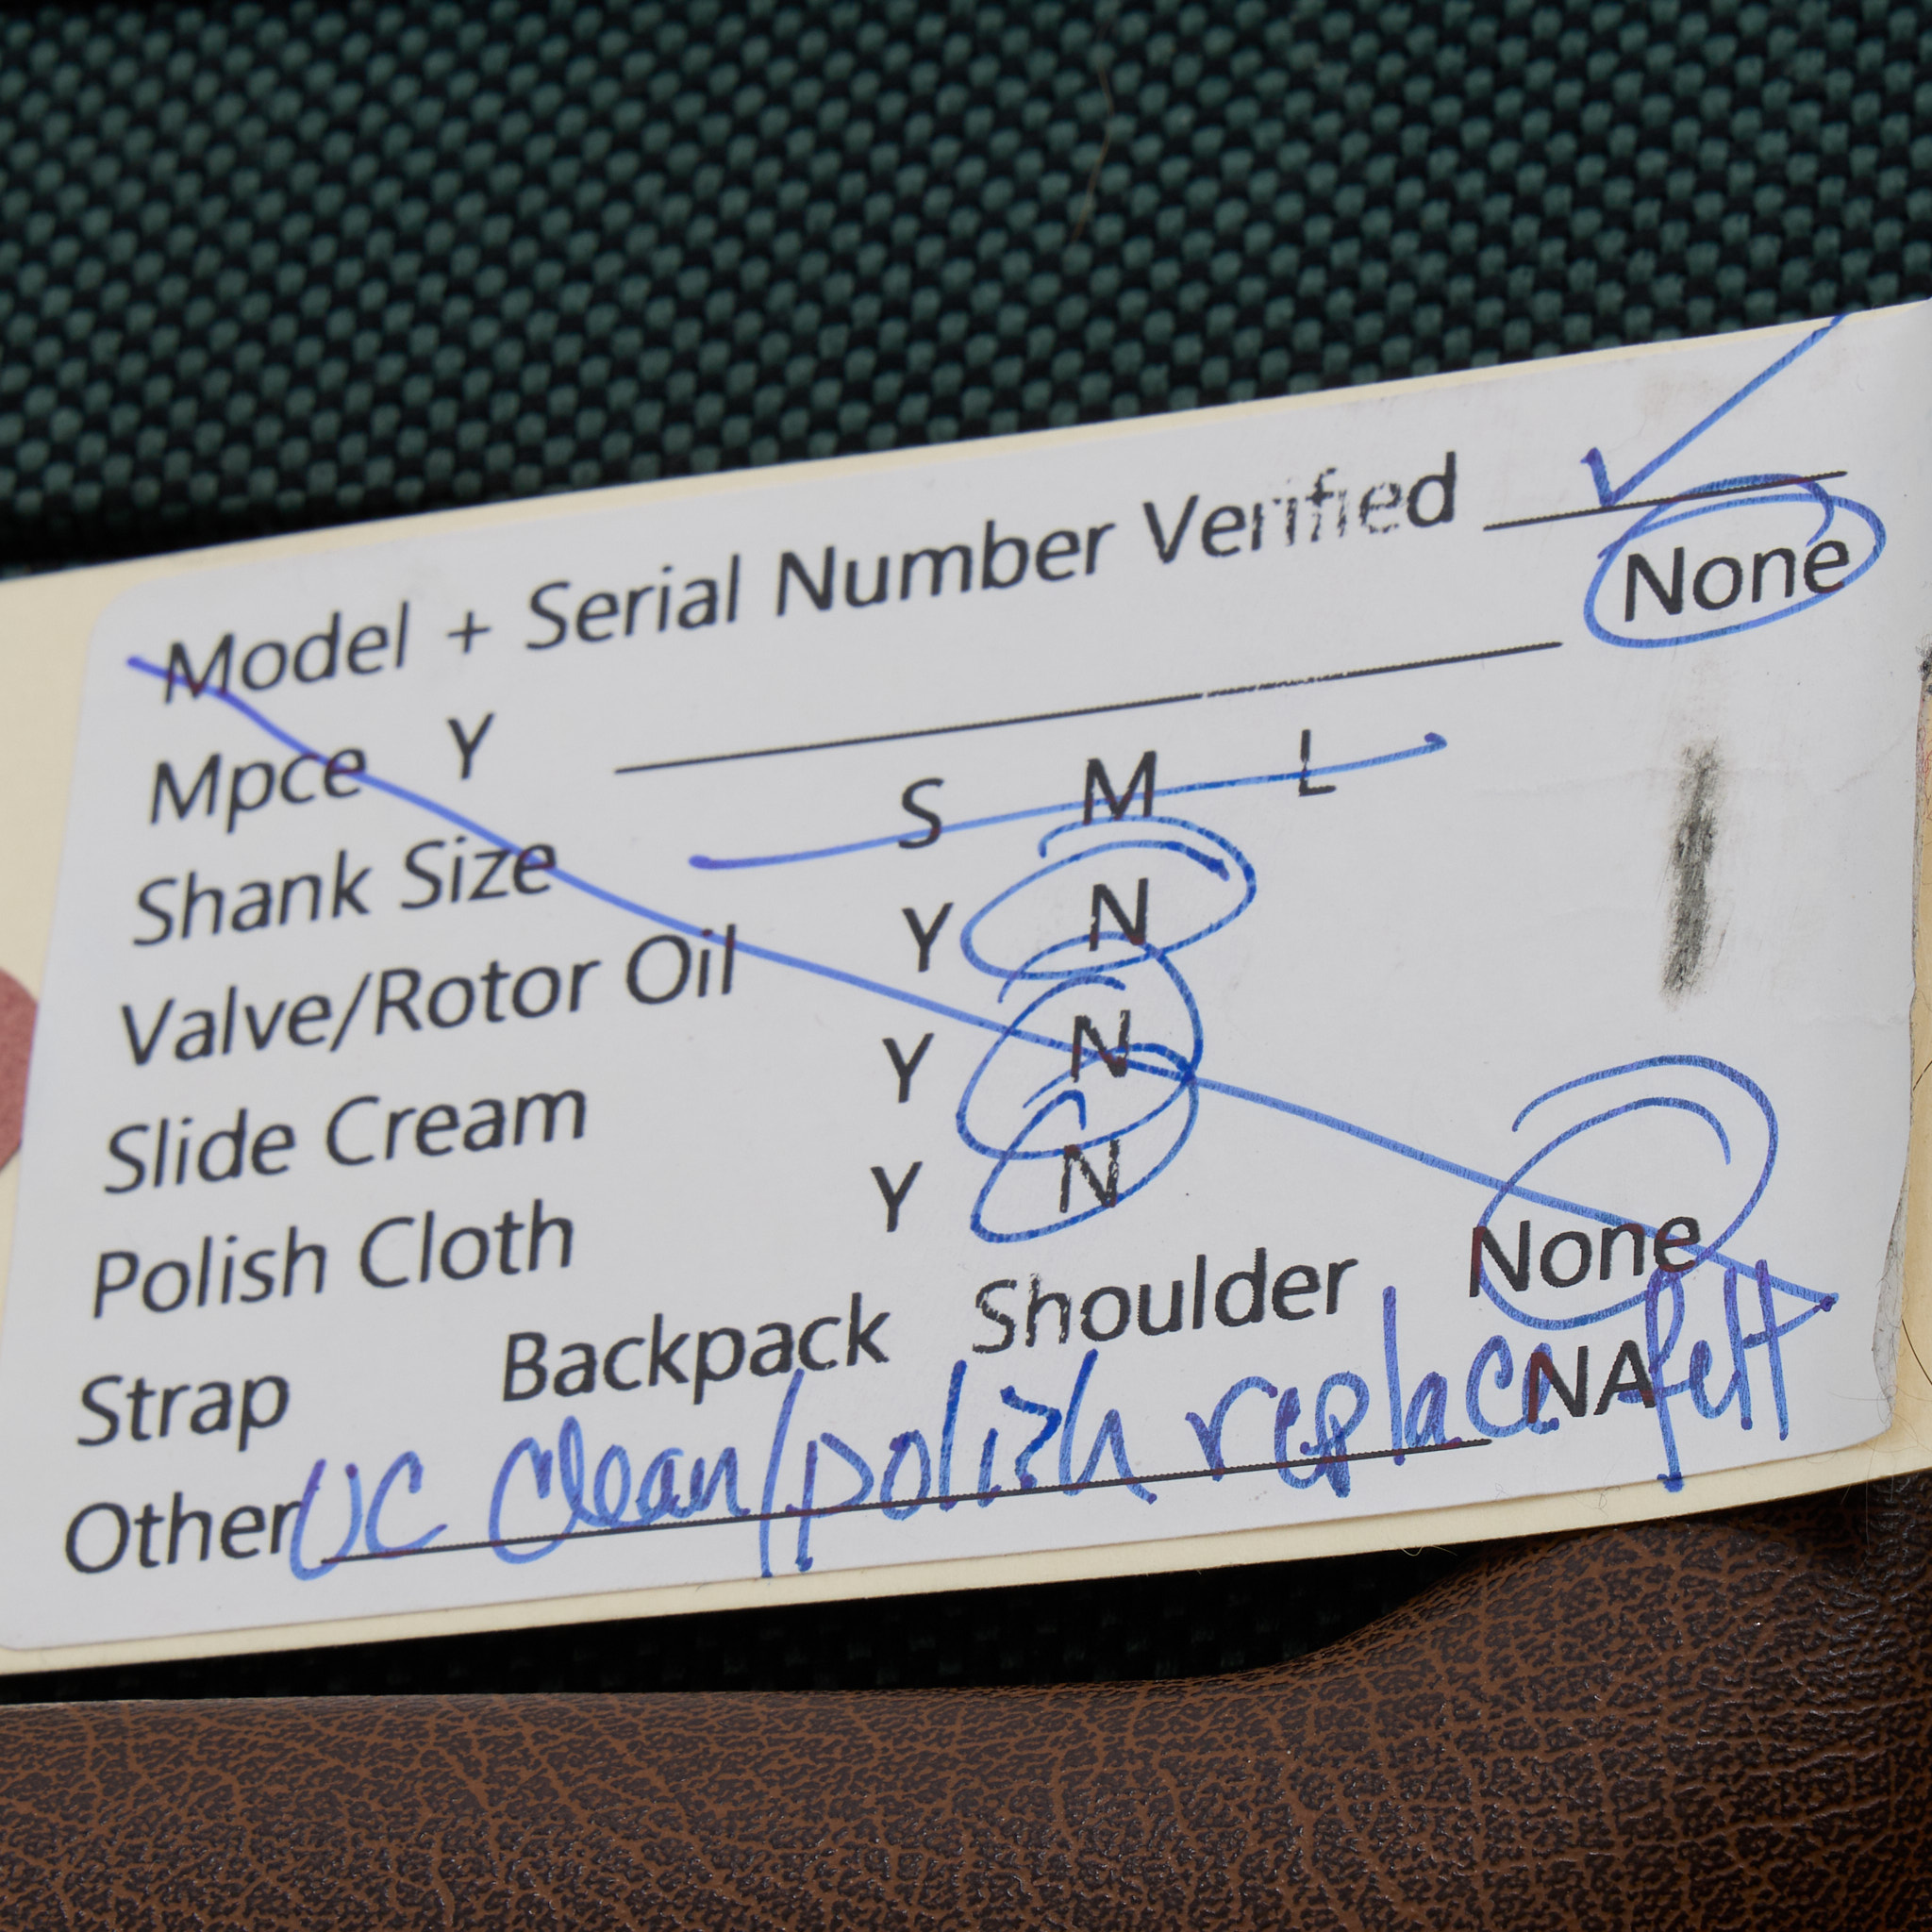 Model + Serial Number Verified ✓
Mpce Y None
Shank Size S M L
Valve/Rotor Oil Y N
Slide Cream Y N
Polish Cloth Y N
Strap Backpack Shoulder None
Other UC Clean/polish replace felt NA